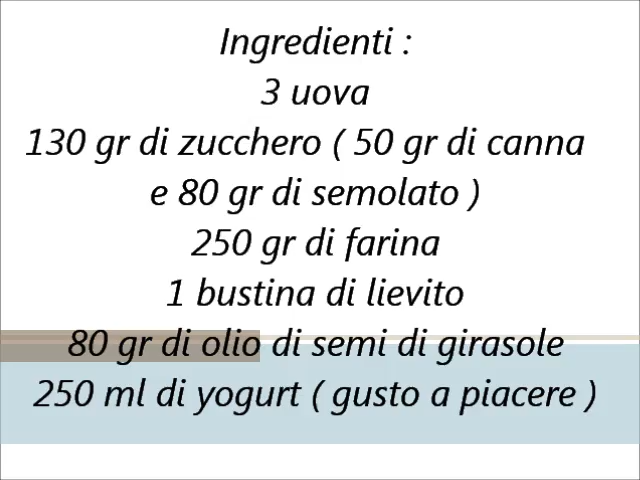 Ingredienti :
3 uova
130 gr di zucchero ( 50 gr di canna
e 80 gr di semolato )
250 gr di farina
1 bustina di lievito
80 gr di olio di semi di girasole
250 ml di yogurt ( gusto a piacere )